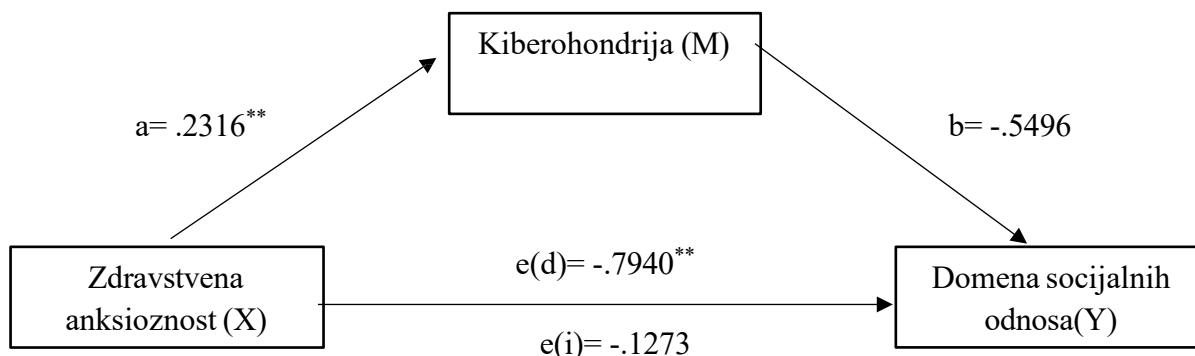 Kiberohondrija (M)
a= .2316**
b= -.5496
Zdravstvena
anksioznost (X)
e(d)= -.7940**
e(i)= -.1273
Domena socijalnih
odnosa(Y)